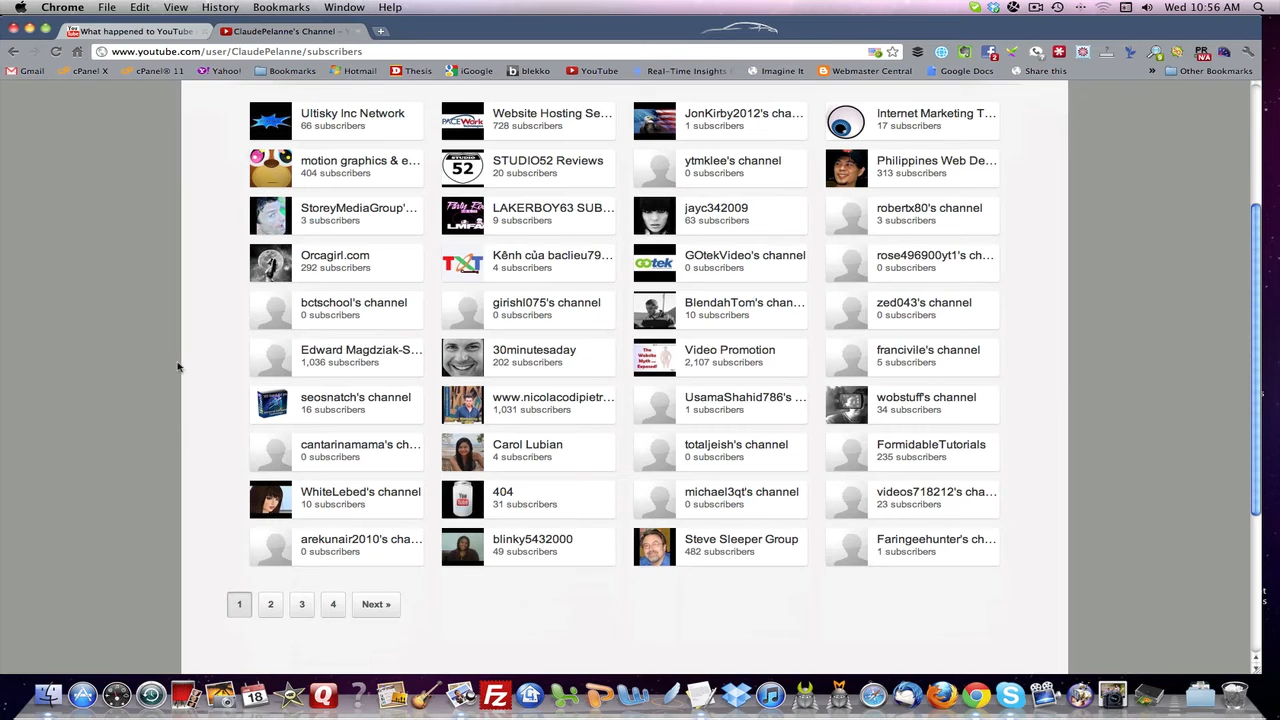 Chrome File Edit View History Bookmarks Window Help Wed 10:56 AM
What happened to YouTube ClaudePelanne's Channel –
www.youtube.com/user/ClaudePelanne/subscribers
Gmail cPanel X cPanel® 11 Yahoo! Bookmarks Hotmail Thesis iGoogle blekko YouTube Real-Time Insights Imagine It Webmaster Central Google Docs Share this » Other Bookmarks
Ultisky Inc Network Website Hosting Se... JonKirby2012's cha... Internet Marketing T...
66 subscribers 728 subscribers 1 subscribers 17 subscribers
motion graphics & e... STUDIO52 Reviews ytmklee's channel Philippines Web De...
404 subscribers 20 subscribers 0 subscribers 313 subscribers
StoreyMediaGroup'... LAKERBOY63 SUB... jayc342009 robertx80's channel
3 subscribers 9 subscribers 63 subscribers 3 subscribers
Orcagirl.com Kênh của baclieu79... GOtekVideo's channel rose496900yt1's ch...
292 subscribers 4 subscribers 0 subscribers 0 subscribers
bctschool's channel girishl075's channel BlendahTom's chan... zed043's channel
0 subscribers 0 subscribers 10 subscribers 0 subscribers
Edward Magdziak-S... 30minutesaday Video Promotion francivile's channel
1,036 subscribers 202 subscribers 2,107 subscribers 5 subscribers
seosnatch's channel www.nicolacodipietr... UsamaShahid786's ... wobstuff's channel
16 subscribers 1,031 subscribers 1 subscribers 34 subscribers
cantarinamama's ch... Carol Lubian totaljeish's channel FormidableTutorials
0 subscribers 4 subscribers 0 subscribers 235 subscribers
WhiteLebed's channel 404 michael3qt's channel videos718212's cha...
10 subscribers 31 subscribers 0 subscribers 23 subscribers
arekunair2010's cha... blinky5432000 Steve Sleeper Group Faringeehunter's ch...
0 subscribers 49 subscribers 482 subscribers 1 subscribers
1 2 3 4 Next »